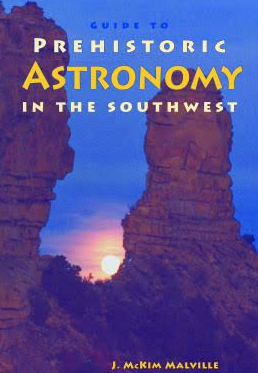 GUIDE TO
PREHISTORIC
ASTRONOMY
IN THE SOUTHWEST
J. MCKIM MALVILLE